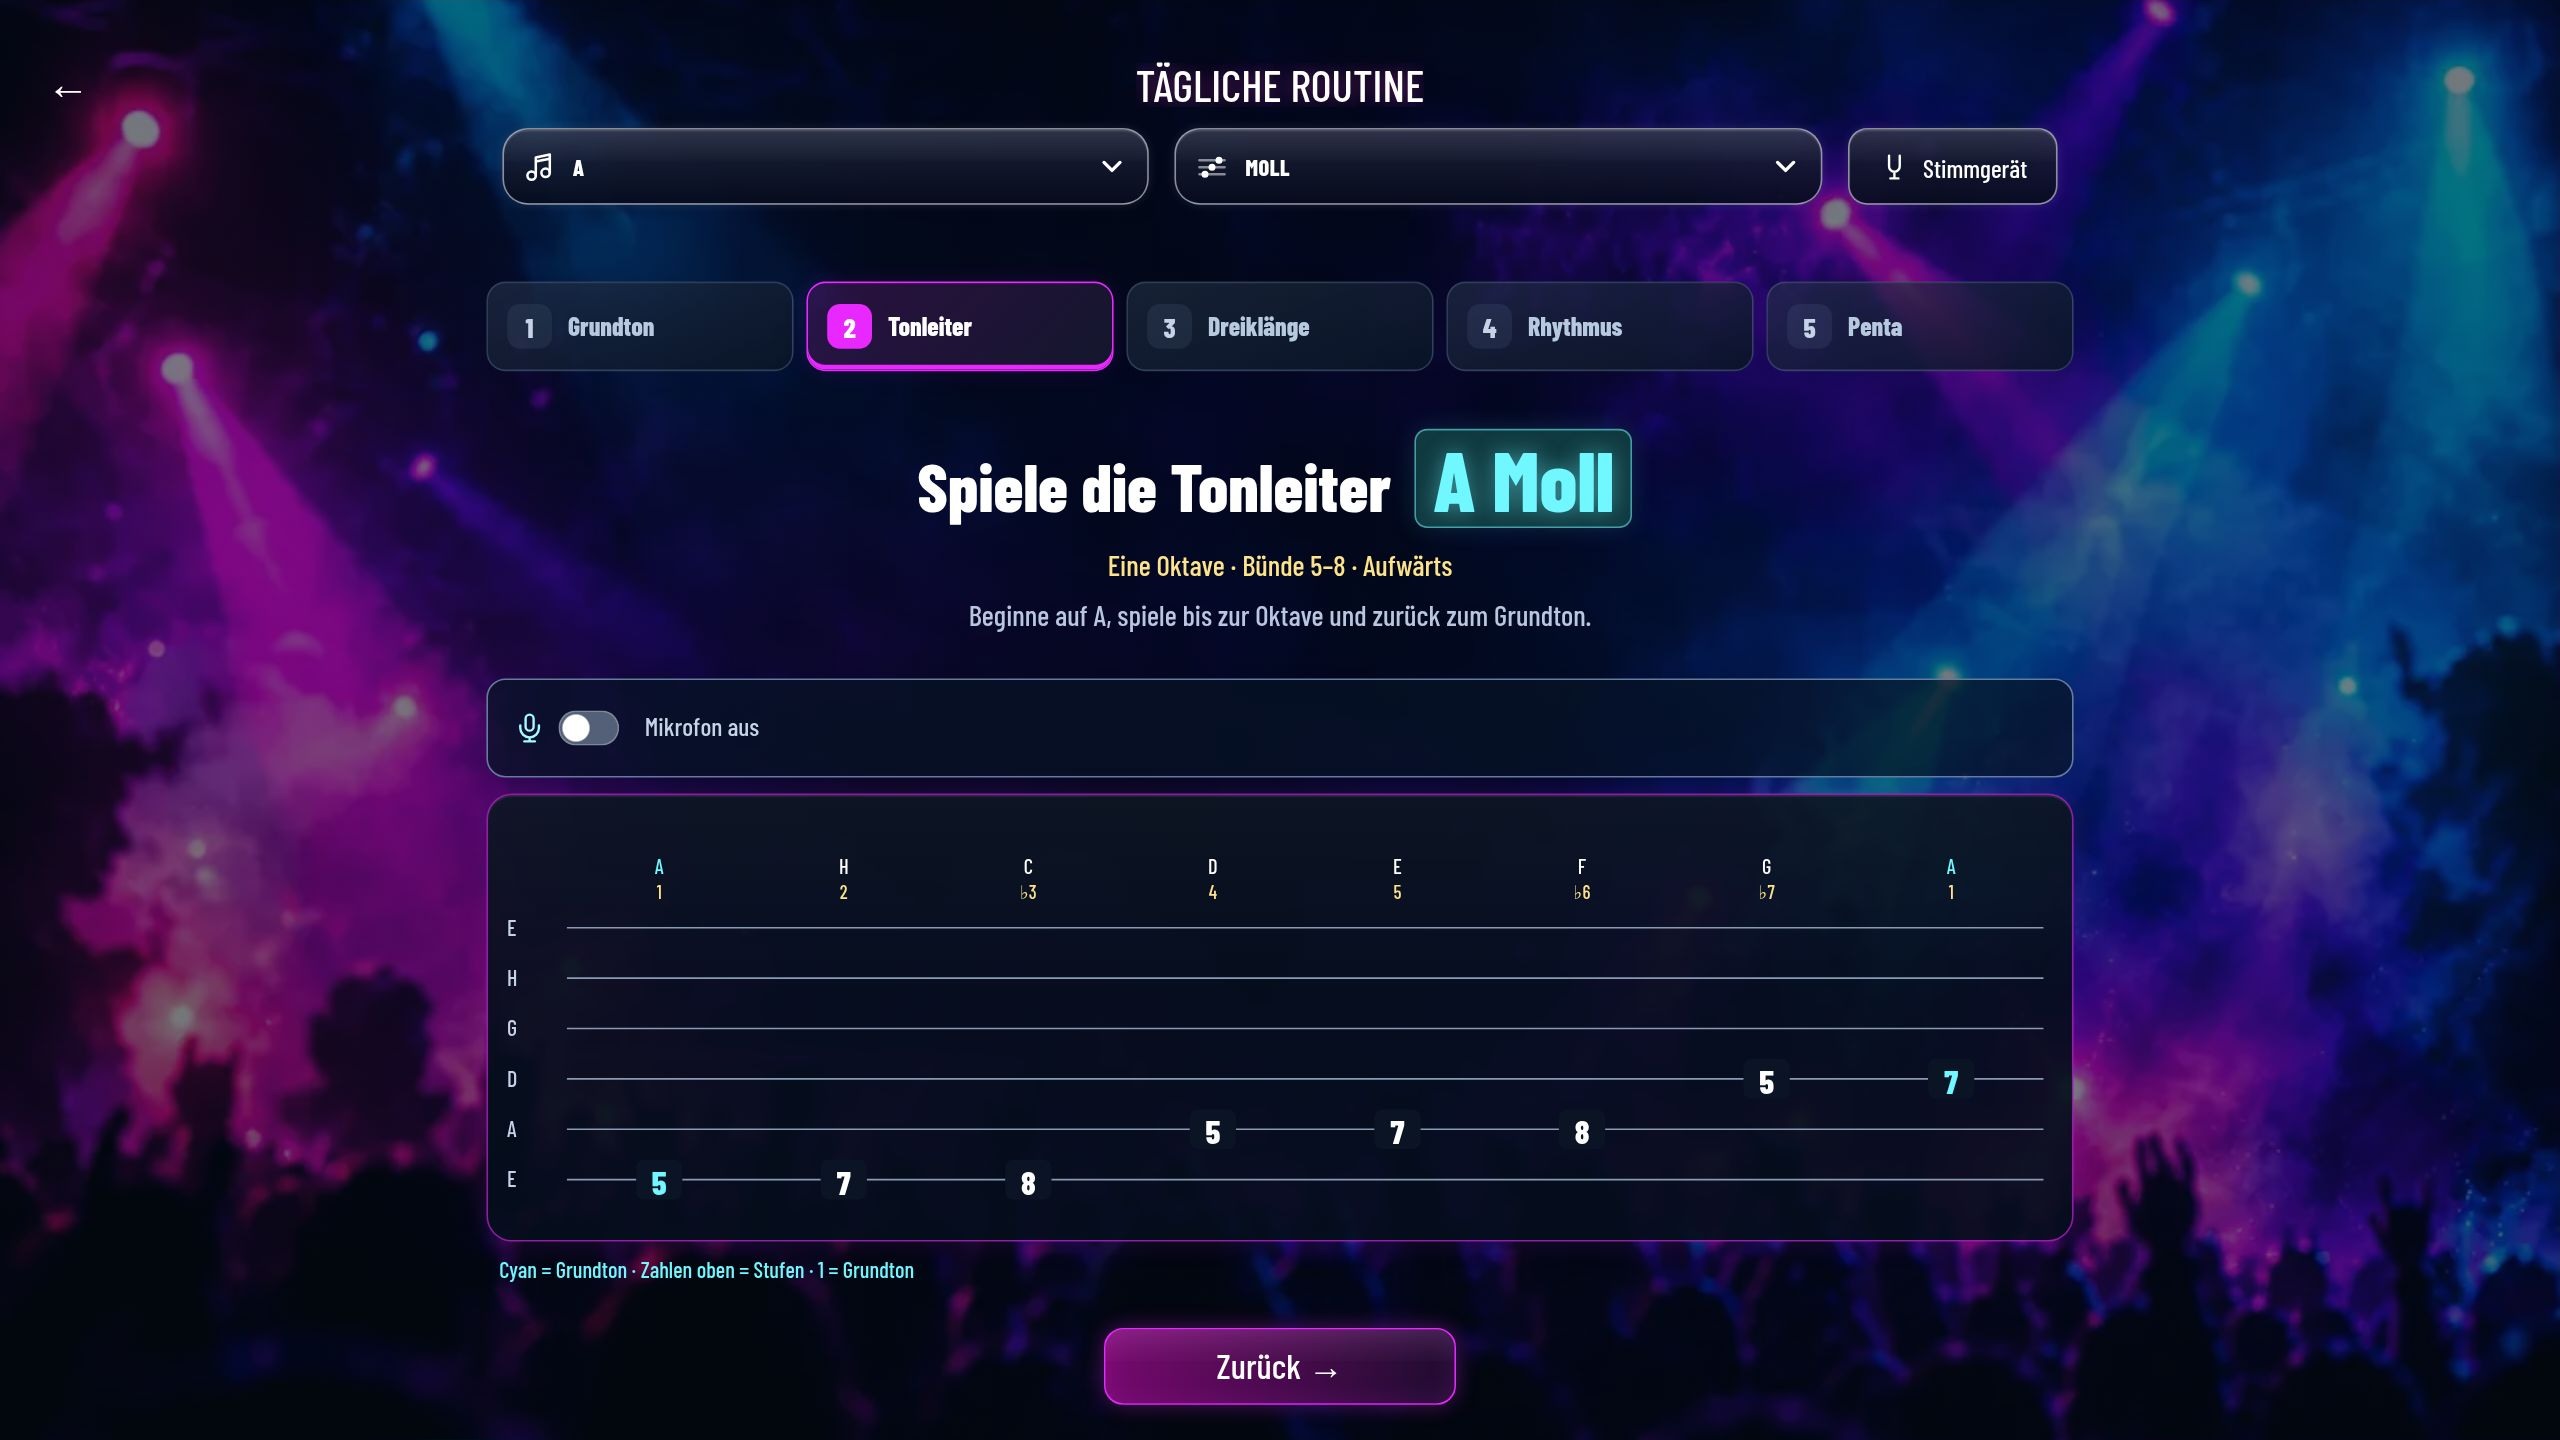 ←
TÄGLICHE ROUTINE
A
MOLL
Stimmgerät
1 Grundton
2 Tonleiter
3 Dreiklänge
4 Rhythmus
5 Penta
Spiele die Tonleiter A Moll
Eine Oktave · Bünde 5–8 · Aufwärts
Beginne auf A, spiele bis zur Oktave und zurück zum Grundton.
Mikrofon aus
A H C D E F G A
1 2 ♭3 4 5 ♭6 ♭7 1
E
H
G
D 5 7
A 5 7 8
E 5 7 8
Cyan = Grundton · Zahlen oben = Stufen · 1 = Grundton
Zurück →